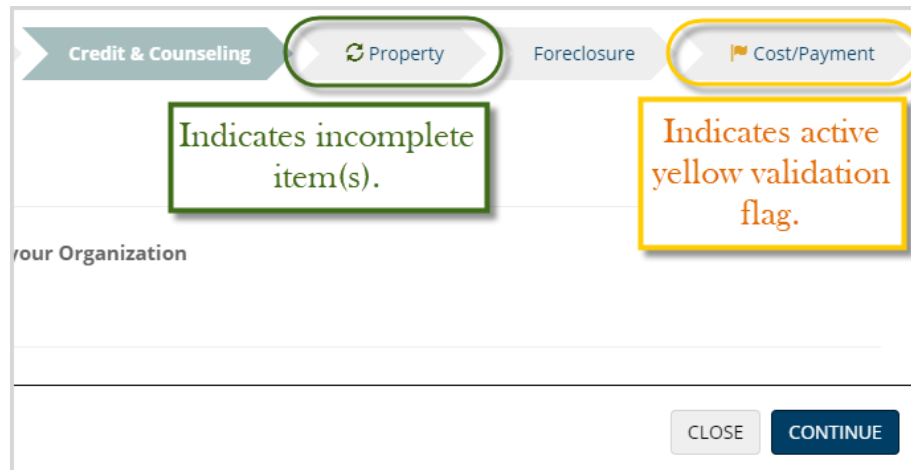 Credit & Counseling Property Foreclosure Cost/Payment
Indicates incomplete
item(s).
Indicates active
yellow validation
flag.
your Organization
CLOSE CONTINUE